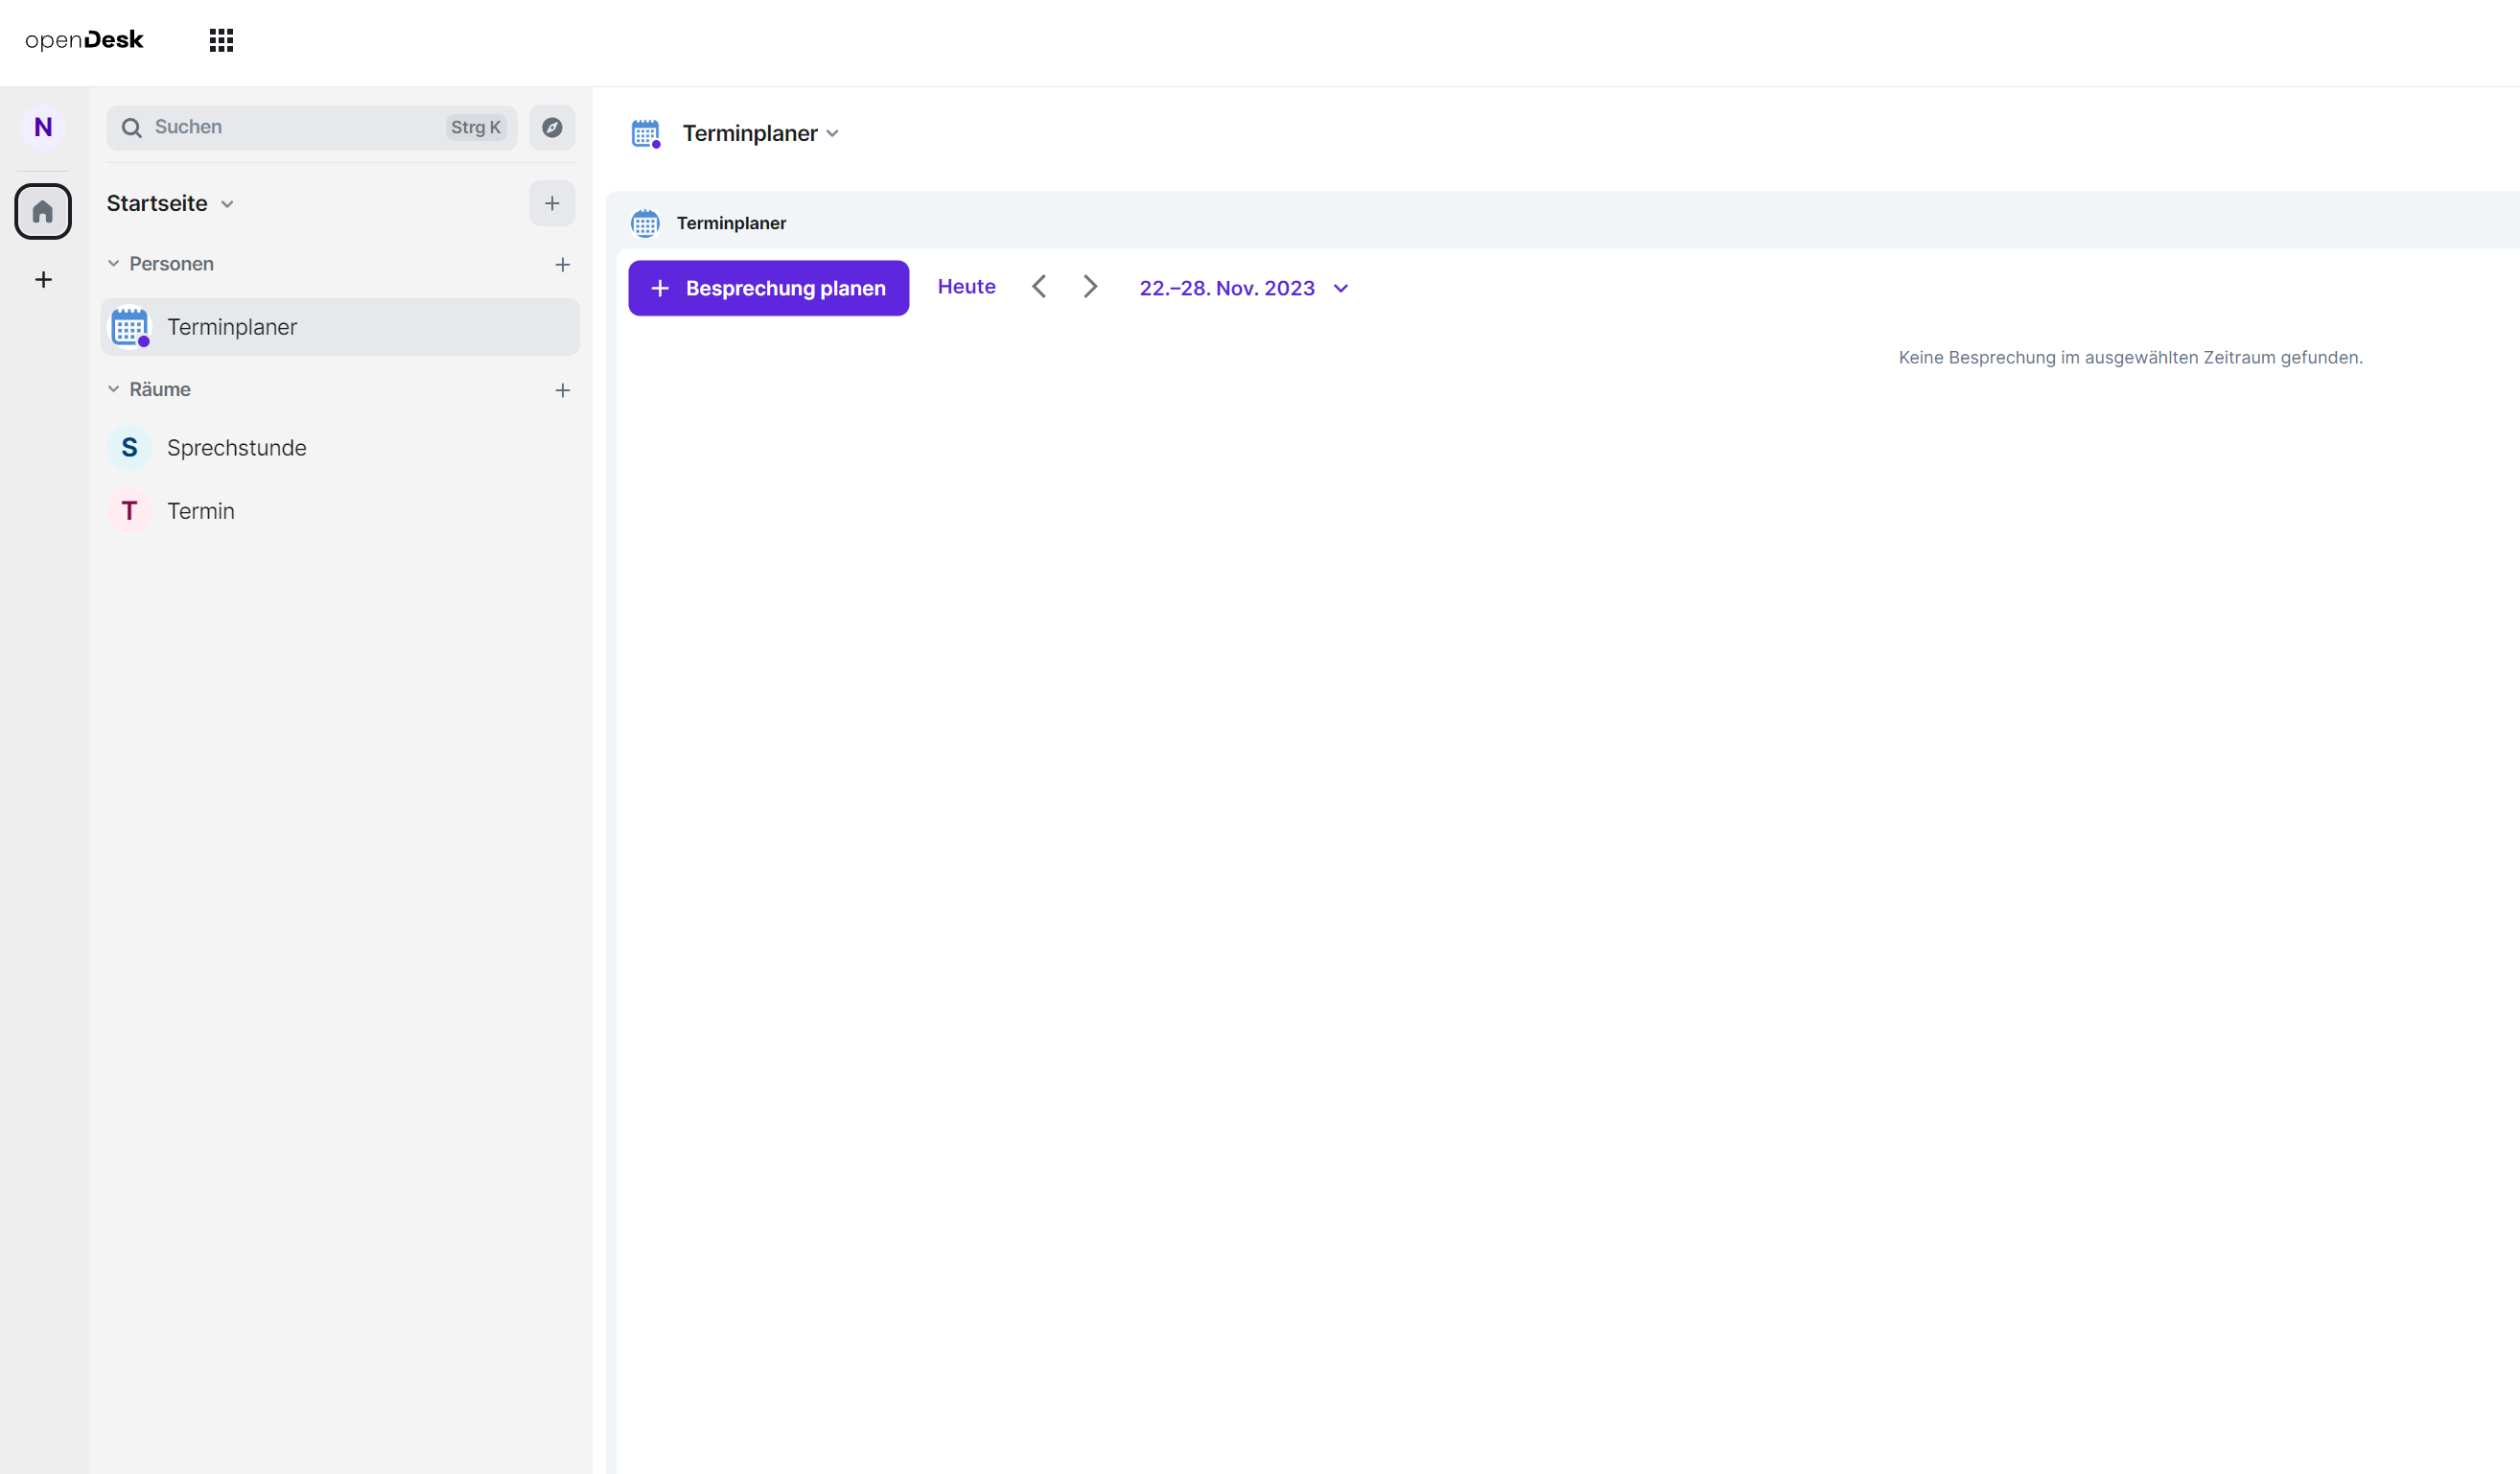 openDesk
N
Suchen Strg K
Startseite
Personen
Terminplaner
Räume
S Sprechstunde
T Termin
Terminplaner
Terminplaner
Besprechung planen Heute 22.–28. Nov. 2023
Keine Besprechung im ausgewählten Zeitraum gefunden.